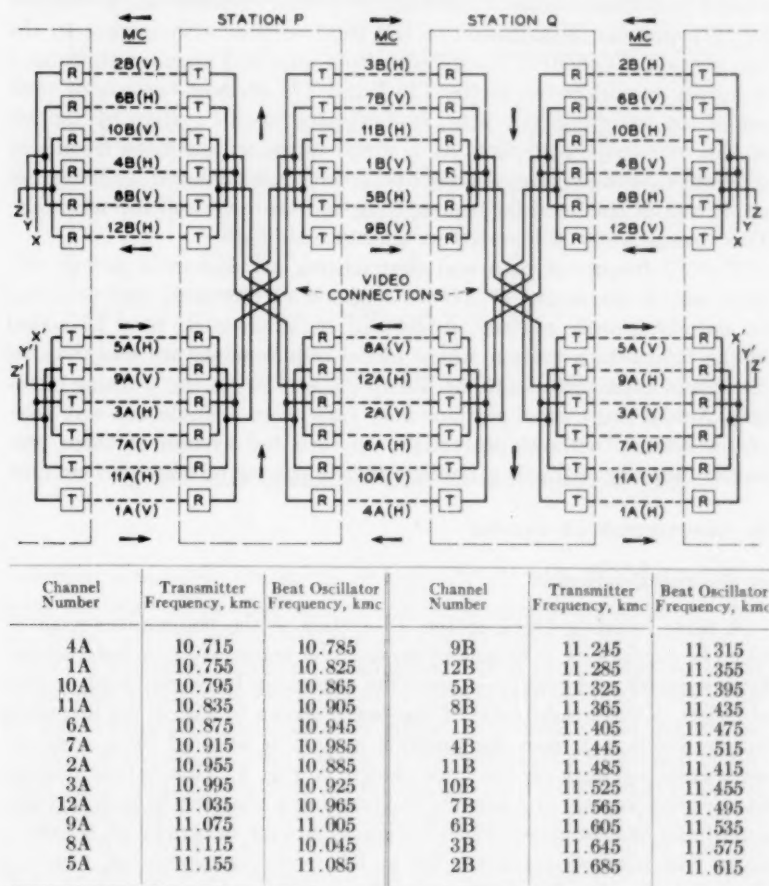 STATION P STATION Q
MC MC MC
R 2B(V) T T 3B(H) R R 2B(H) T
R 6B(H) T T 7B(V) R R 6B(V) T
R 10B(V) T T 11B(H) R R 10B(H) T
R 4B(H) T T 1B(V) R R 4B(V) T
R 8B(V) T T 5B(H) R R 8B(H) T
R 12B(H) T T 9B(V) R R 12B(V) T
Z Y X Z Y X
VIDEO
CONNECTIONS
X' Y' Z' X' Y' Z'
T 5A(H) R R 8A(V) T T 5A(V) R
T 9A(V) R R 12A(H) T T 9A(H) R
T 3A(H) R R 2A(V) T T 3A(V) R
T 7A(V) R R 6A(H) T T 7A(H) R
T 11A(H) R R 10A(V) T T 11A(V) R
T 1A(V) R R 4A(H) T T 1A(H) R
Channel Number Transmitter Frequency, kmc Beat Oscillator Frequency, kmc Channel Number Transmitter Frequency, kmc Beat Oscillator Frequency, kmc
4A 10.715 10.785 9B 11.245 11.315
1A 10.755 10.825 12B 11.285 11.355
10A 10.795 10.865 5B 11.325 11.395
11A 10.835 10.905 8B 11.365 11.435
6A 10.875 10.945 1B 11.405 11.475
7A 10.915 10.985 4B 11.445 11.515
2A 10.955 10.885 11B 11.485 11.415
3A 10.995 10.925 10B 11.525 11.455
12A 11.035 10.965 7B 11.565 11.495
9A 11.075 11.005 6B 11.605 11.535
8A 11.115 10.045 3B 11.645 11.575
5A 11.155 11.085 2B 11.685 11.615